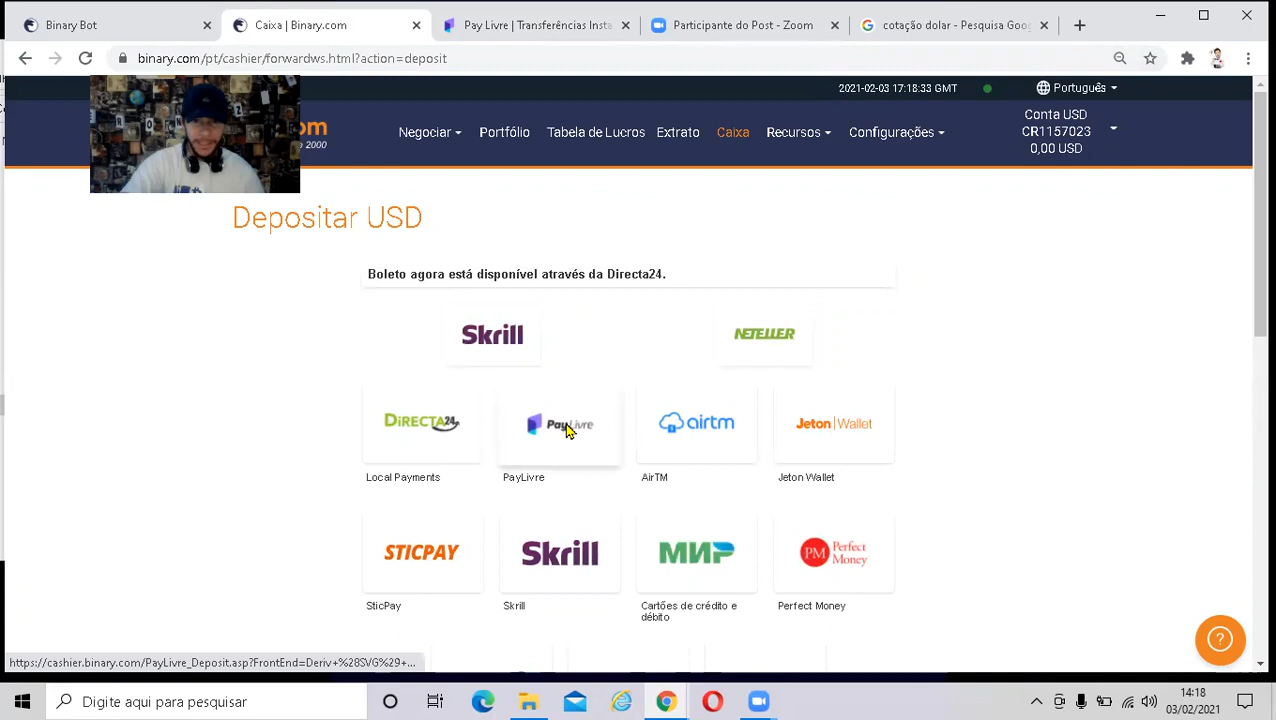 Binary Bot
Caixa | Binary.com
Pay Livre | Transferências Insta
Participante do Post - Zoom
cotação dolar - Pesquisa Goo
binary.com/pt/cashier/forwardws.html?action=deposit
2021-02-03 17:18:33 GMT
Português
om
2000
Negociar
Portfólio
Tabela de Lucros
Extrato
Caixa
Recursos
Configurações
Conta USD
CR1157023
0,00 USD
Depositar USD
Boleto agora está disponível através da Directa24.
Skrill
NETELLER
DIRECTA24
PayLivre
airtm
Jeton Wallet
Local Payments
PayLivre
AirTM
Jeton Wallet
STICPAY
Skrill
МИР
PM Perfect Money
SticPay
Skrill
Cartões de crédito e
débito
Perfect Money
?
https://cashier.binary.com/PayLivre_Deposit.asp?FrontEnd=Deriv+%28SVG%29+...
Digite aqui para pesquisar
14:18
03/02/2021